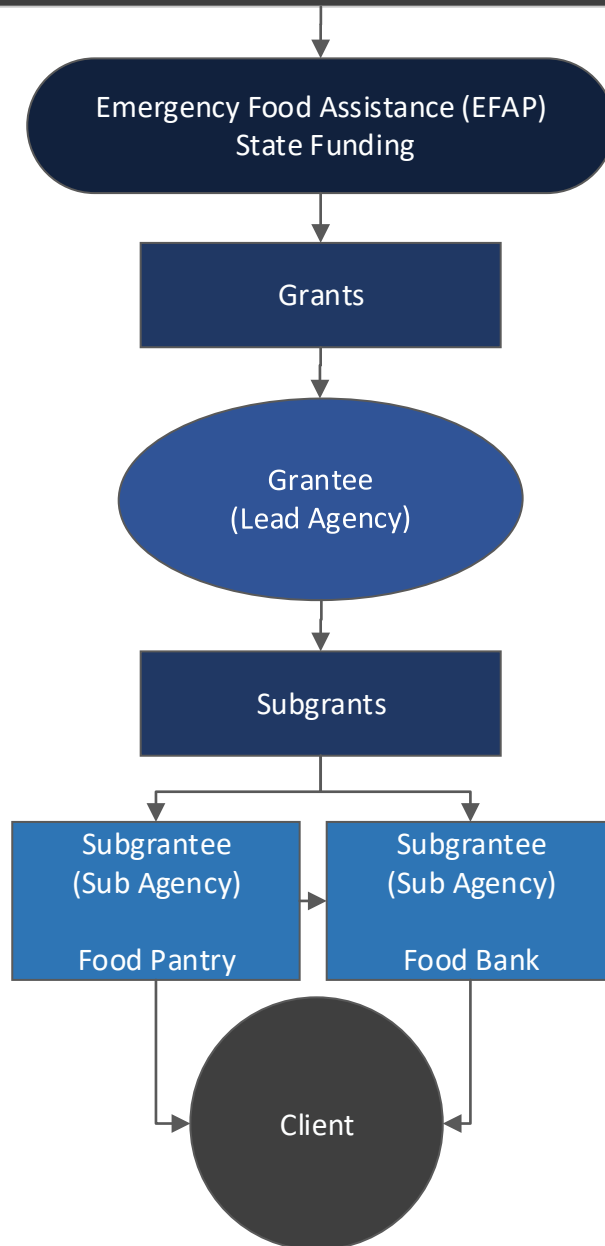 Emergency Food Assistance (EFAP)
State Funding
Grants
Grantee
(Lead Agency)
Subgrants
Subgrantee
(Sub Agency)
Food Pantry
Subgrantee
(Sub Agency)
Food Bank
Client